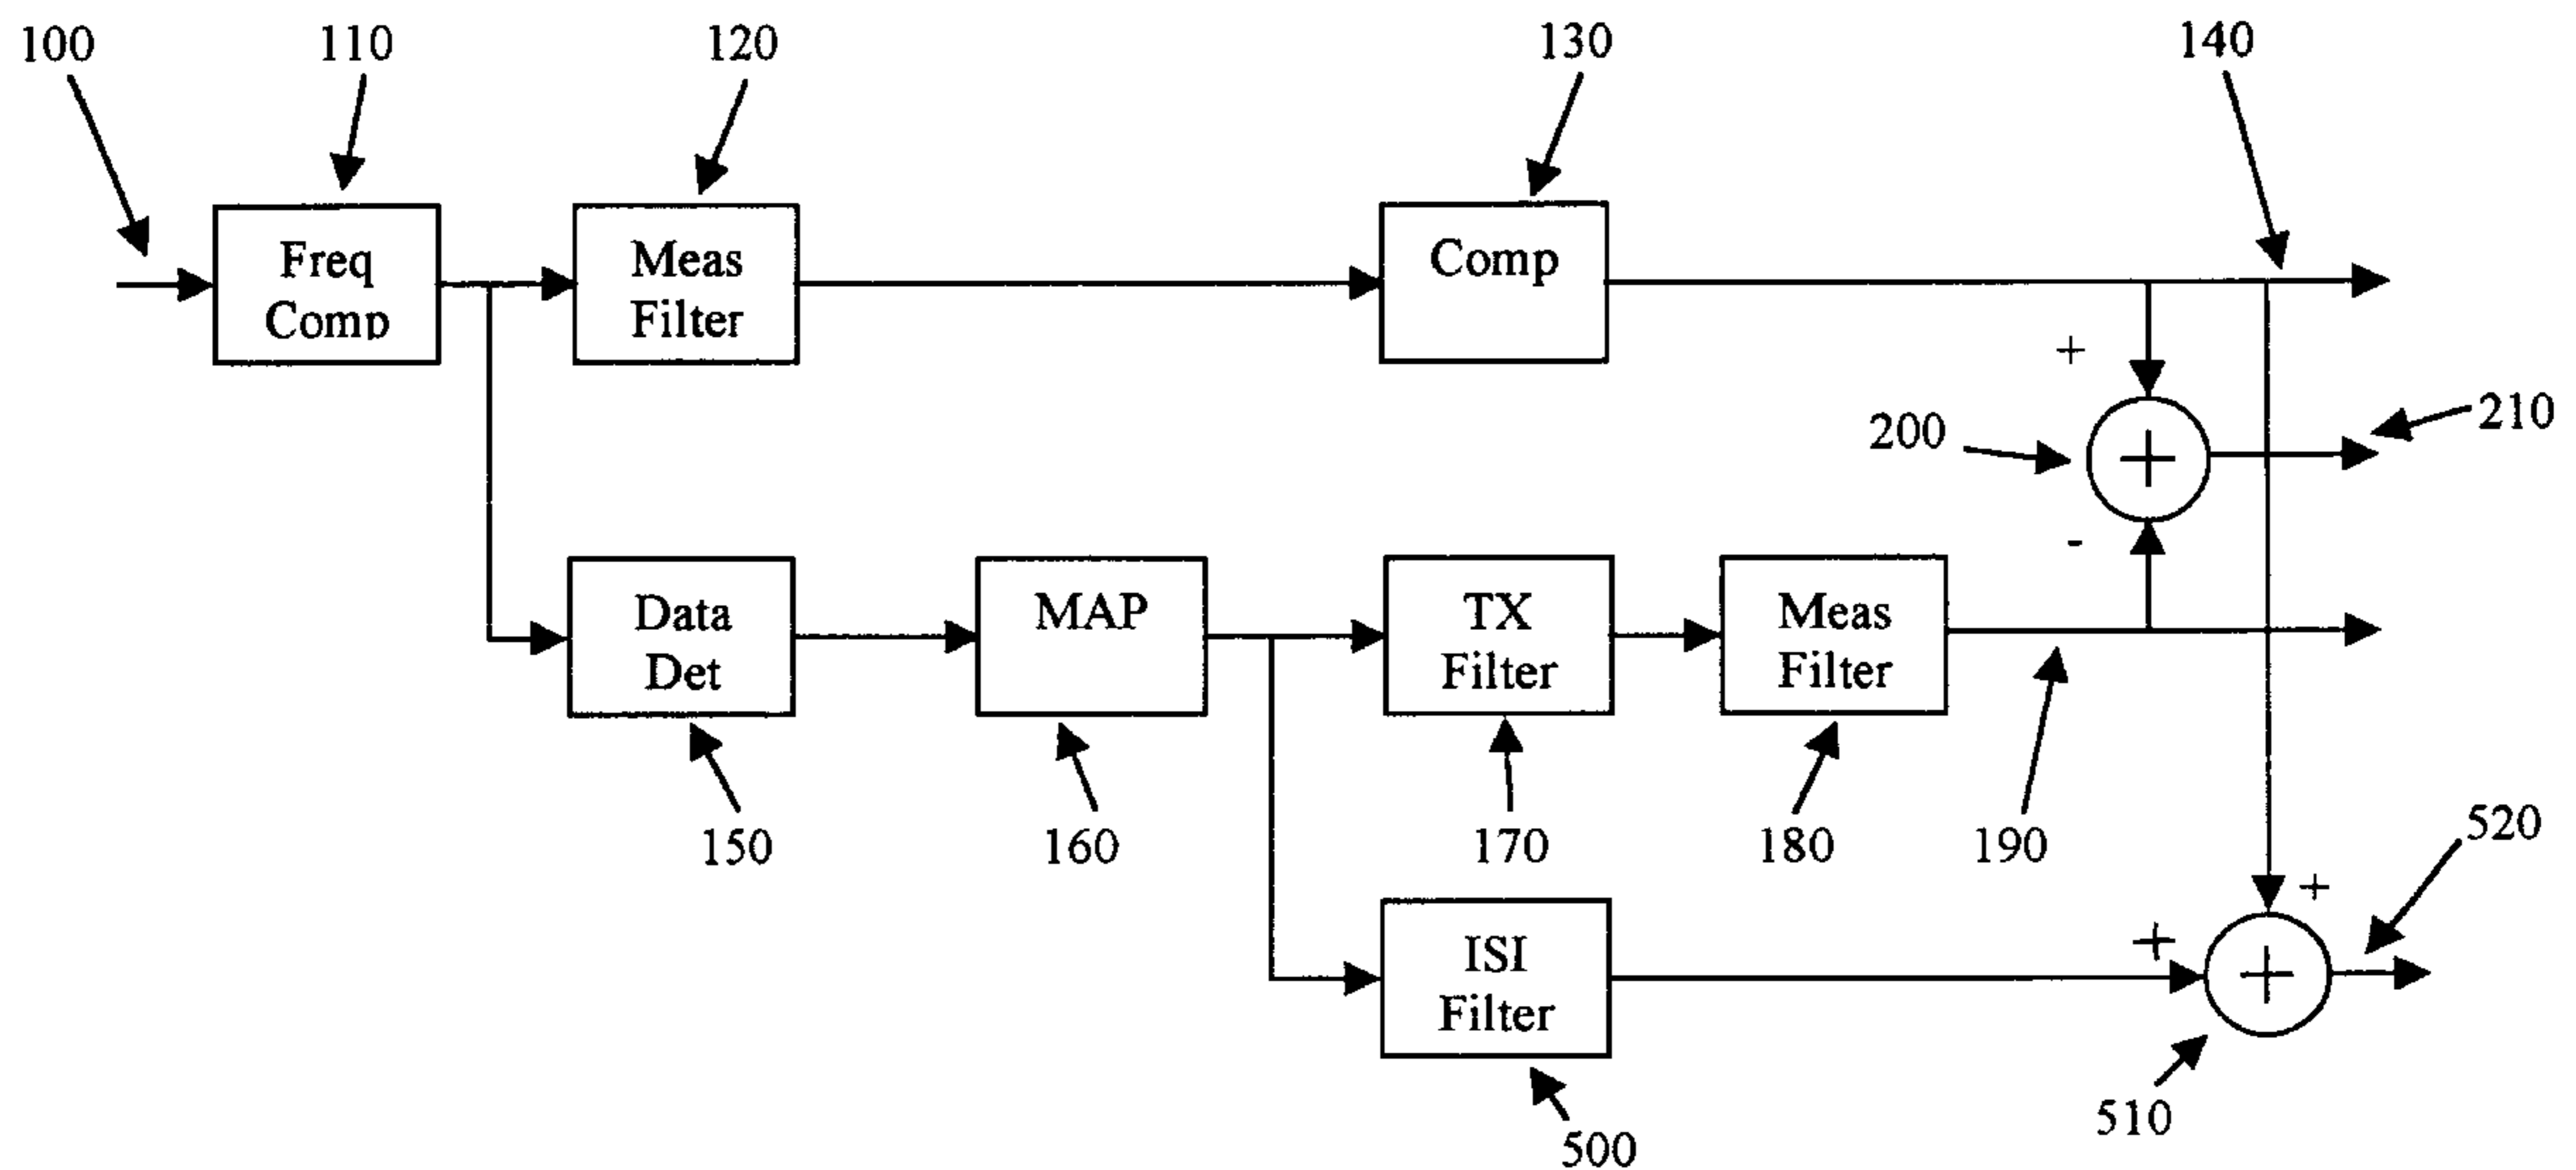 100
110
120
130
140
Freq
Comp
Meas
Filter
Comp
+
200
+
210
-
Data
Det
MAP
TX
Filter
Meas
Filter
150
160
170
180
190
520
+
+
ISI
Filter
+
510
500